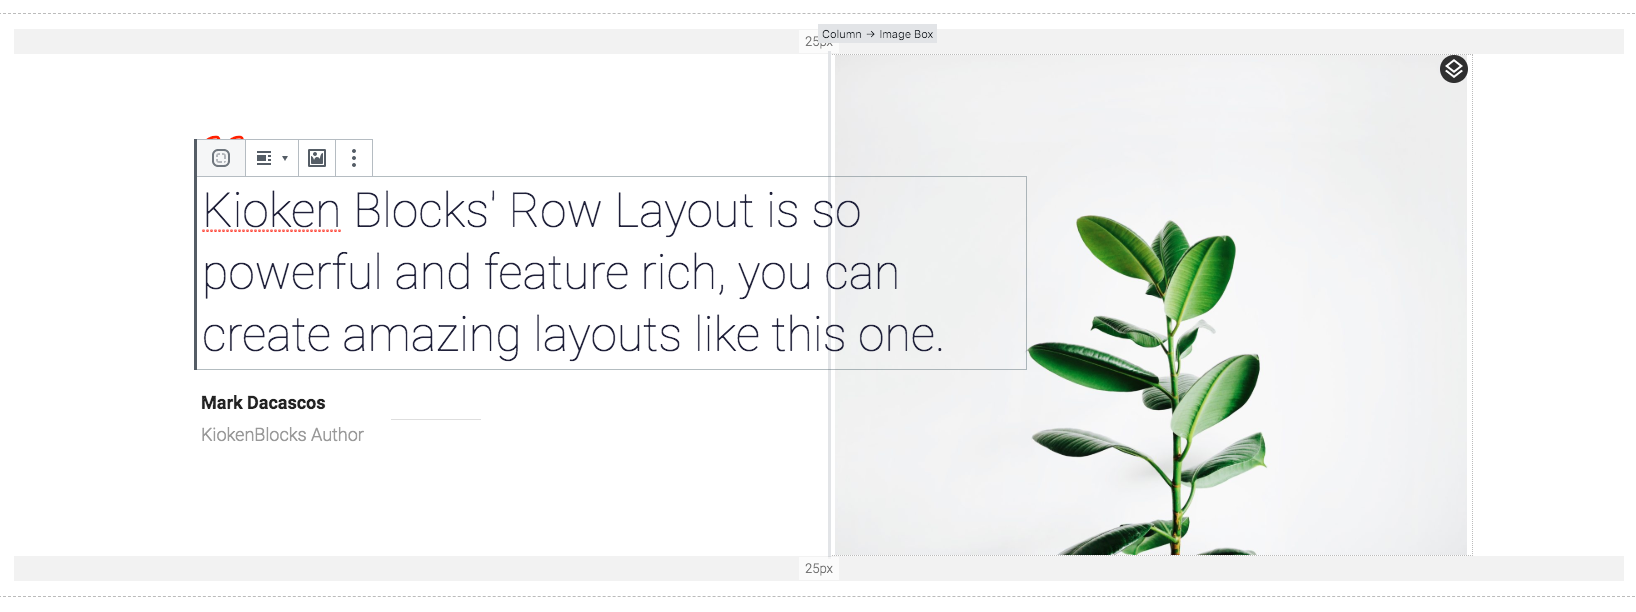 Column → Image Box
25px
Kioken Blocks' Row Layout is so
powerful and feature rich, you can
create amazing layouts like this one.
Mark Dacascos
KiokenBlocks Author
25px